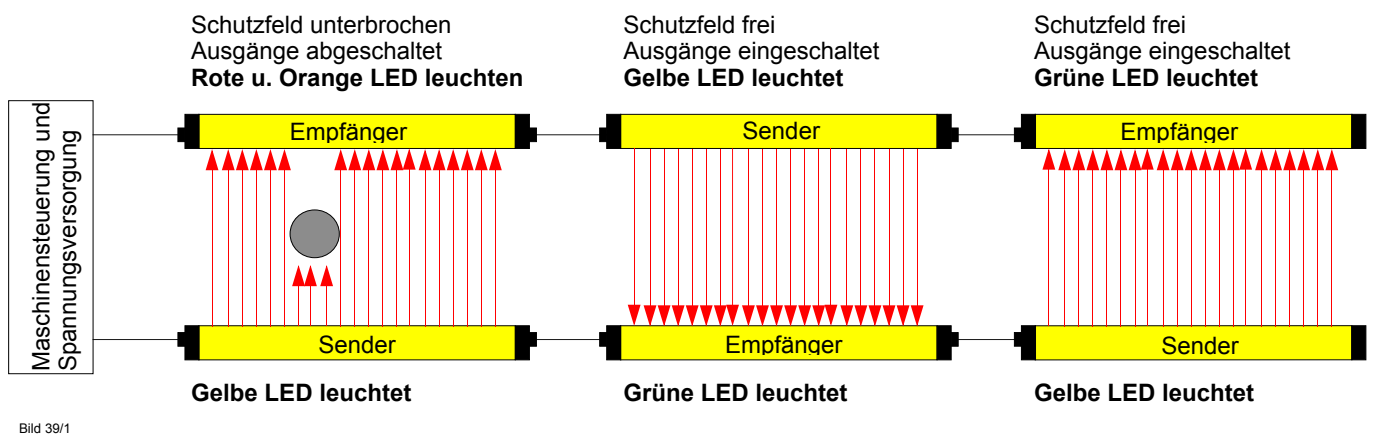 Schutzfeld unterbrochen
Ausgänge abgeschaltet
Rote u. Orange LED leuchten
Schutzfeld frei
Ausgänge eingeschaltet
Gelbe LED leuchtet
Schutzfeld frei
Ausgänge eingeschaltet
Grüne LED leuchtet
Maschinensteuerung und
Spannungsversorgung
Empfänger
Sender
Empfänger
Sender
Empfänger
Sender
Gelbe LED leuchtet
Grüne LED leuchtet
Gelbe LED leuchtet
Bild 39/1